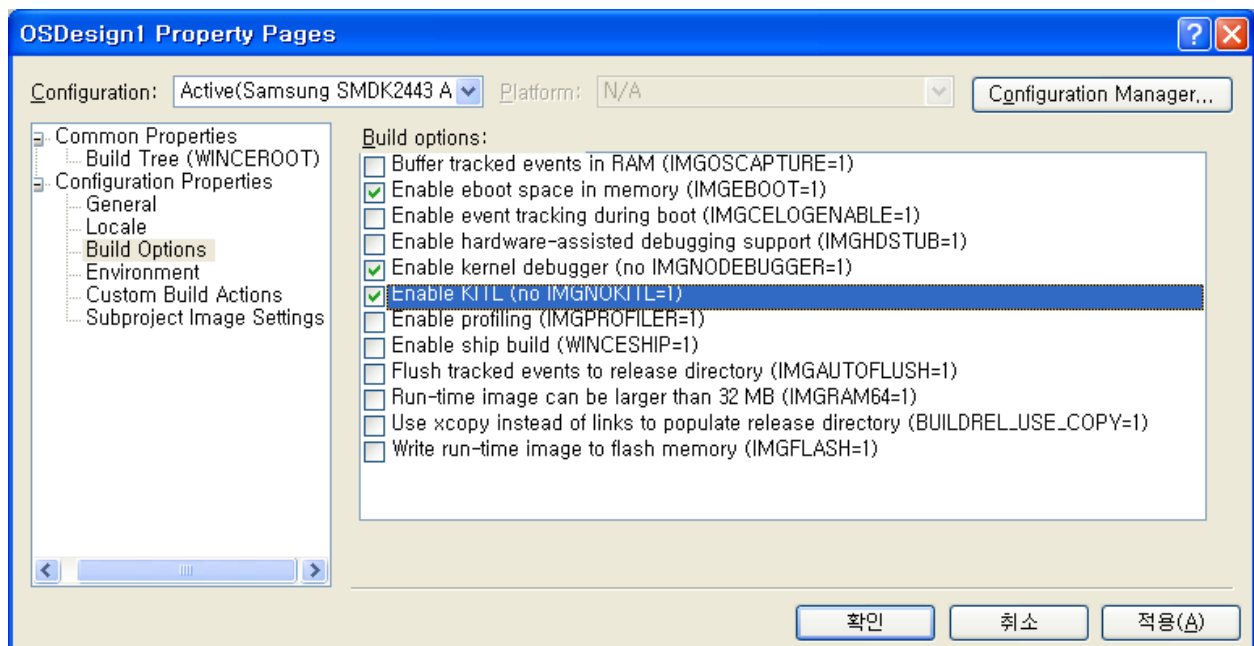 OSDesign1 Property Pages
Configuration: Active(Samsung SMDK2443 A Platform: N/A Configuration Manager...
Common Properties
Build Tree (WINCEROOT)
Configuration Properties
General
Locale
Build Options
Environment
Custom Build Actions
Subproject Image Settings
Build options:
Buffer tracked events in RAM (IMGOSCAPTURE=1)
Enable eboot space in memory (IMGEBOOT=1)
Enable event tracking during boot (IMGCELOGENABLE=1)
Enable hardware-assisted debugging support (IMGHDSTUB=1)
Enable kernel debugger (no IMGNODEBUGGER=1)
Enable KITL (no IMGNOKITL=1)
Enable profiling (IMGPROFILER=1)
Enable ship build (WINCESHIP=1)
Flush tracked events to release directory (IMGAUTOFLUSH=1)
Run-time image can be larger than 32 MB (IMGRAM64=1)
Use xcopy instead of links to populate release directory (BUILDREL_USE_COPY=1)
Write run-time image to flash memory (IMGFLASH=1)
확인 취소 적용(A)